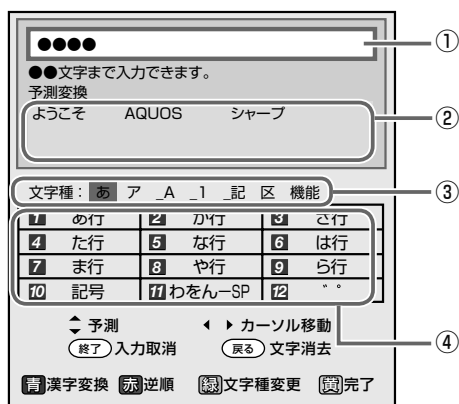 ●●●●
①
●●文字まで入力できます。
予測変換
ようこそ AQUOS シャープ
②
文字種： あ ア _A _1 _記 区 機能
③
1 あ行 2 か行 3 さ行
4 た行 5 な行 6 は行
7 ま行 8 や行 9 ら行
10 記号 11 わをんーSP 12 ゛゜
④
予測 カーソル移動
終了 入力取消 戻る 文字消去
青 漢字変換 赤 逆順 緑 文字種変更 黄 完了